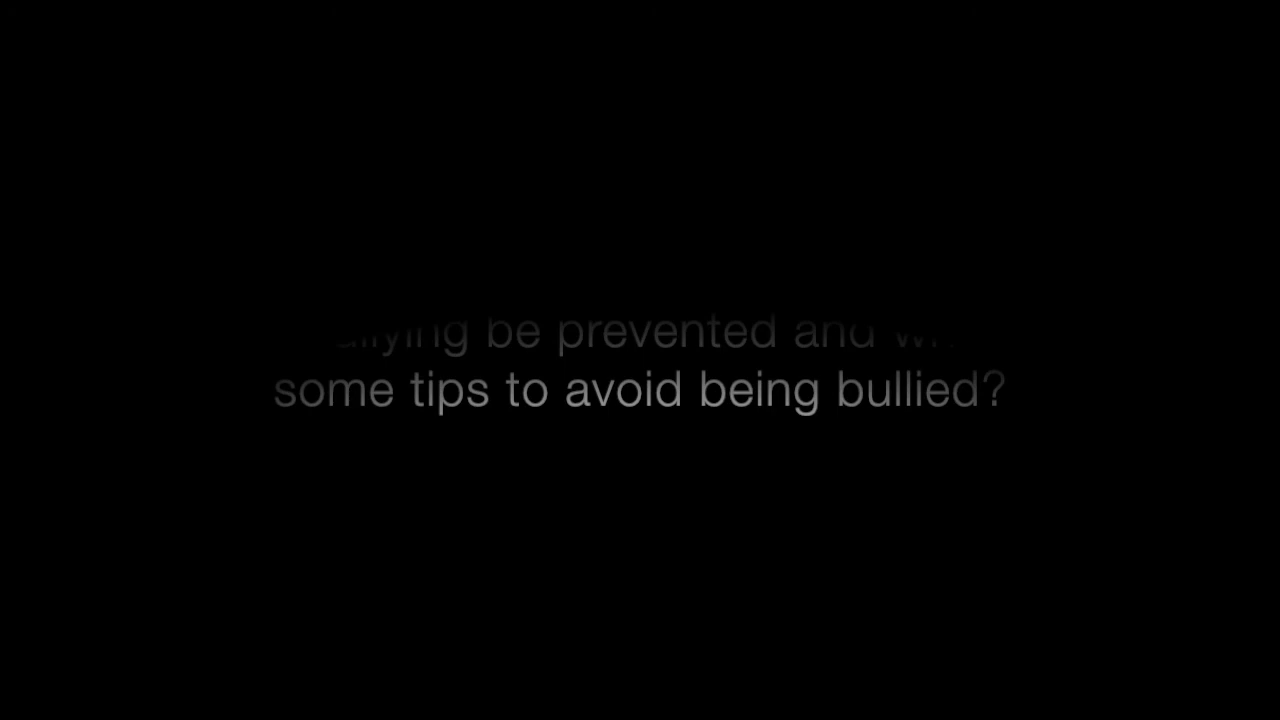 be prevented and
some tips to avoid being bullied?